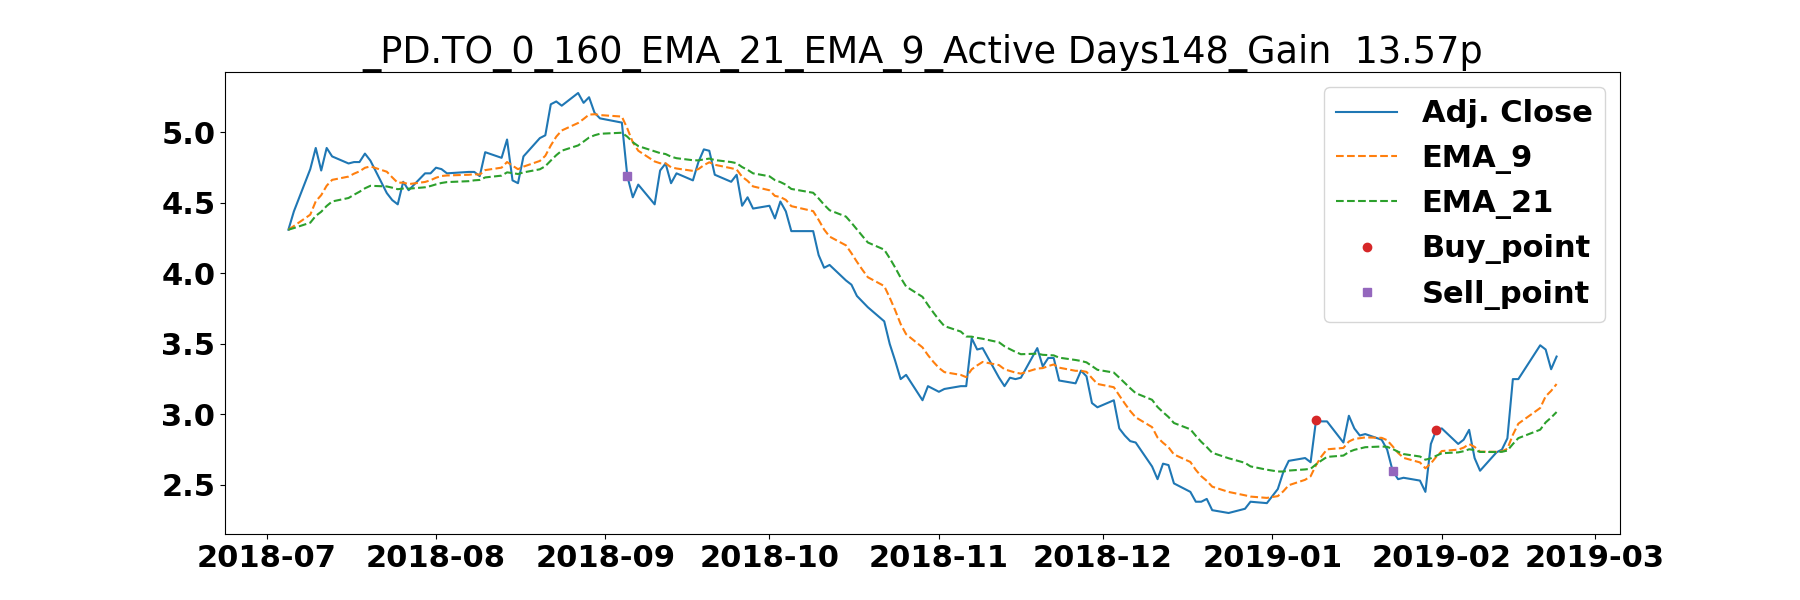 _PD.TO_0_160_EMA_21_EMA_9_Active Days148_Gain  13.57p
5.0
4.5
4.0
3.5
3.0
2.5
Adj. Close
EMA_9
EMA_21
Buy_point
Sell_point
2018-07 2018-08 2018-09 2018-10 2018-11 2018-12 2019-01 2019-02 2019-03